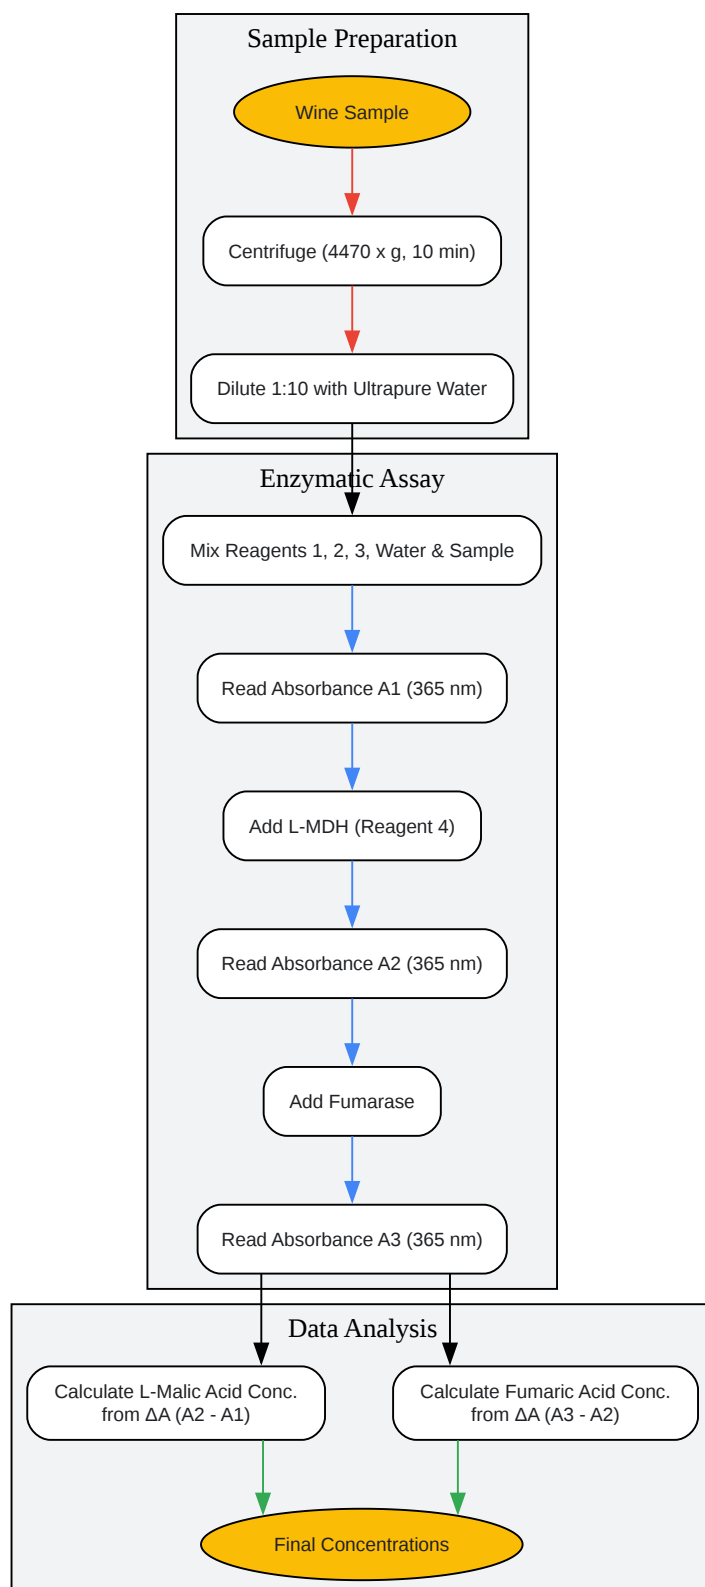 Sample Preparation
Wine Sample
Centrifuge (4470 x g, 10 min)
Dilute 1:10 with Ultrapure Water
Enzymatic Assay
Mix Reagents 1, 2, 3, Water & Sample
Read Absorbance A1 (365 nm)
Add L-MDH (Reagent 4)
Read Absorbance A2 (365 nm)
Add Fumarase
Read Absorbance A3 (365 nm)
Data Analysis
Calculate L-Malic Acid Conc.
from ΔA (A2 - A1)
Calculate Fumaric Acid Conc.
from ΔA (A3 - A2)
Final Concentrations